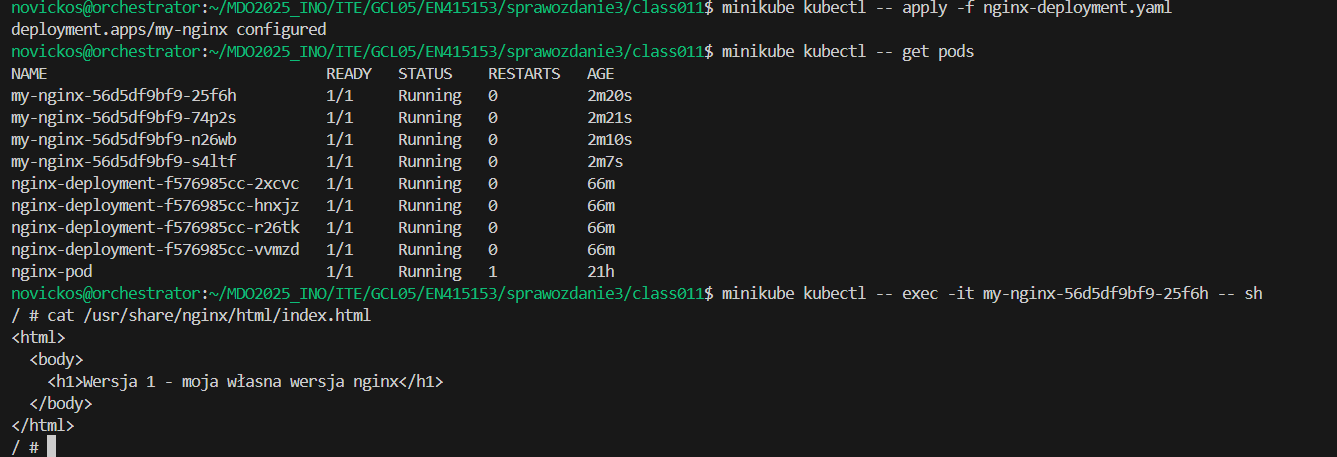 novickos@orchestrator:~/MDO2025_INO/ITE/GCL05/EN415153/sprawozdanie3/class011$ minikube kubectl -- apply -f nginx-deployment.yaml
deployment.apps/my-nginx configured
novickos@orchestrator:~/MDO2025_INO/ITE/GCL05/EN415153/sprawozdanie3/class011$ minikube kubectl -- get pods
NAME READY STATUS RESTARTS AGE
my-nginx-56d5df9bf9-25f6h 1/1 Running 0 2m20s
my-nginx-56d5df9bf9-74p2s 1/1 Running 0 2m21s
my-nginx-56d5df9bf9-n26wb 1/1 Running 0 2m10s
my-nginx-56d5df9bf9-s4ltf 1/1 Running 0 2m7s
nginx-deployment-f576985cc-2xcvc 1/1 Running 0 66m
nginx-deployment-f576985cc-hnxjz 1/1 Running 0 66m
nginx-deployment-f576985cc-r26tk 1/1 Running 0 66m
nginx-deployment-f576985cc-vvmzd 1/1 Running 0 66m
nginx-pod 1/1 Running 1 21h
novickos@orchestrator:~/MDO2025_INO/ITE/GCL05/EN415153/sprawozdanie3/class011$ minikube kubectl -- exec -it my-nginx-56d5df9bf9-25f6h -- sh
/ # cat /usr/share/nginx/html/index.html
<html>
  <body>
    <h1>Wersja 1 - moja własna wersja nginx</h1>
  </body>
</html>
/ #